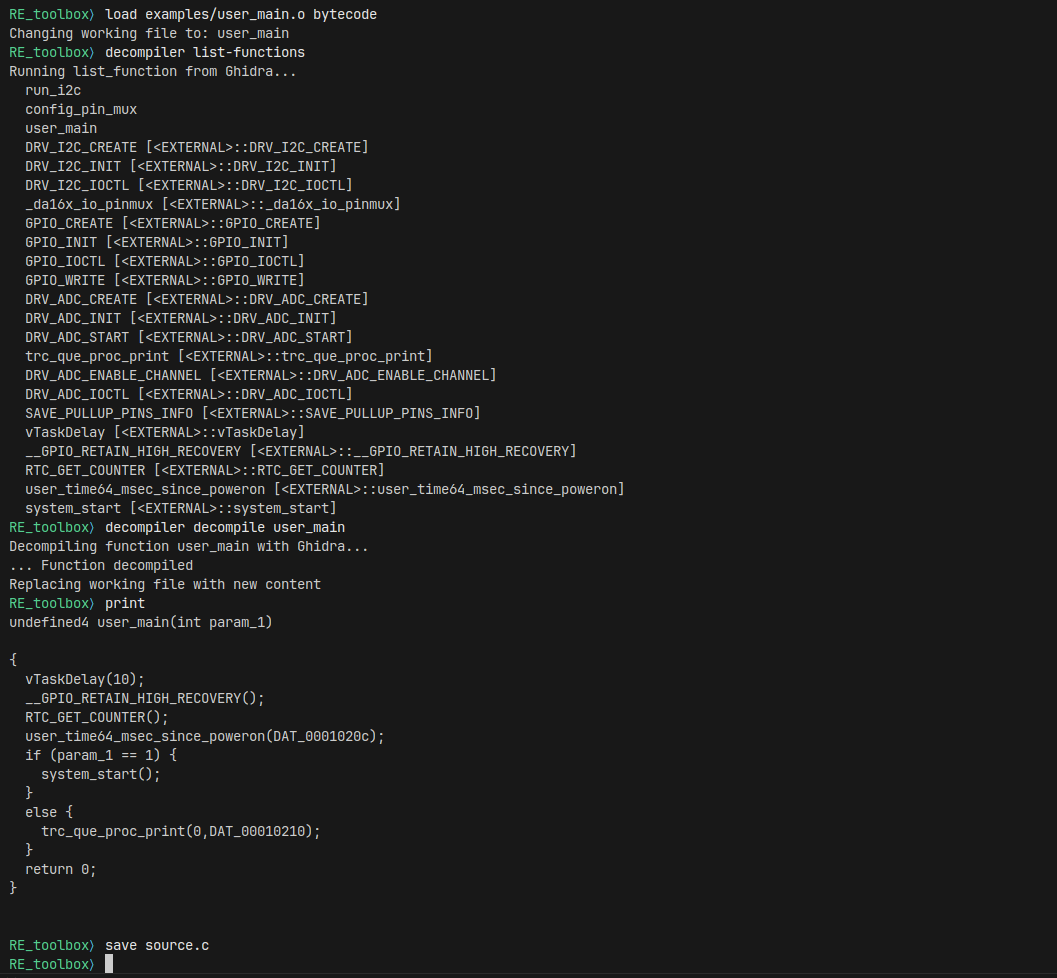 RE_toolbox⟩ load examples/user_main.o bytecode
Changing working file to: user_main
RE_toolbox⟩ decompiler list-functions
Running list_function from Ghidra...
  run_i2c
  config_pin_mux
  user_main
  DRV_I2C_CREATE [<EXTERNAL>::DRV_I2C_CREATE]
  DRV_I2C_INIT [<EXTERNAL>::DRV_I2C_INIT]
  DRV_I2C_IOCTL [<EXTERNAL>::DRV_I2C_IOCTL]
  _da16x_io_pinmux [<EXTERNAL>::_da16x_io_pinmux]
  GPIO_CREATE [<EXTERNAL>::GPIO_CREATE]
  GPIO_INIT [<EXTERNAL>::GPIO_INIT]
  GPIO_IOCTL [<EXTERNAL>::GPIO_IOCTL]
  GPIO_WRITE [<EXTERNAL>::GPIO_WRITE]
  DRV_ADC_CREATE [<EXTERNAL>::DRV_ADC_CREATE]
  DRV_ADC_INIT [<EXTERNAL>::DRV_ADC_INIT]
  DRV_ADC_START [<EXTERNAL>::DRV_ADC_START]
  trc_que_proc_print [<EXTERNAL>::trc_que_proc_print]
  DRV_ADC_ENABLE_CHANNEL [<EXTERNAL>::DRV_ADC_ENABLE_CHANNEL]
  DRV_ADC_IOCTL [<EXTERNAL>::DRV_ADC_IOCTL]
  SAVE_PULLUP_PINS_INFO [<EXTERNAL>::SAVE_PULLUP_PINS_INFO]
  vTaskDelay [<EXTERNAL>::vTaskDelay]
  __GPIO_RETAIN_HIGH_RECOVERY [<EXTERNAL>::__GPIO_RETAIN_HIGH_RECOVERY]
  RTC_GET_COUNTER [<EXTERNAL>::RTC_GET_COUNTER]
  user_time64_msec_since_poweron [<EXTERNAL>::user_time64_msec_since_poweron]
  system_start [<EXTERNAL>::system_start]
RE_toolbox⟩ decompiler decompile user_main
Decompiling function user_main with Ghidra...
... Function decompiled
Replacing working file with new content
RE_toolbox⟩ print
undefined4 user_main(int param_1)

{
  vTaskDelay(10);
  __GPIO_RETAIN_HIGH_RECOVERY();
  RTC_GET_COUNTER();
  user_time64_msec_since_poweron(DAT_0001020c);
  if (param_1 == 1) {
    system_start();
  }
  else {
    trc_que_proc_print(0,DAT_00010210);
  }
  return 0;
}

RE_toolbox⟩ save source.c
RE_toolbox⟩